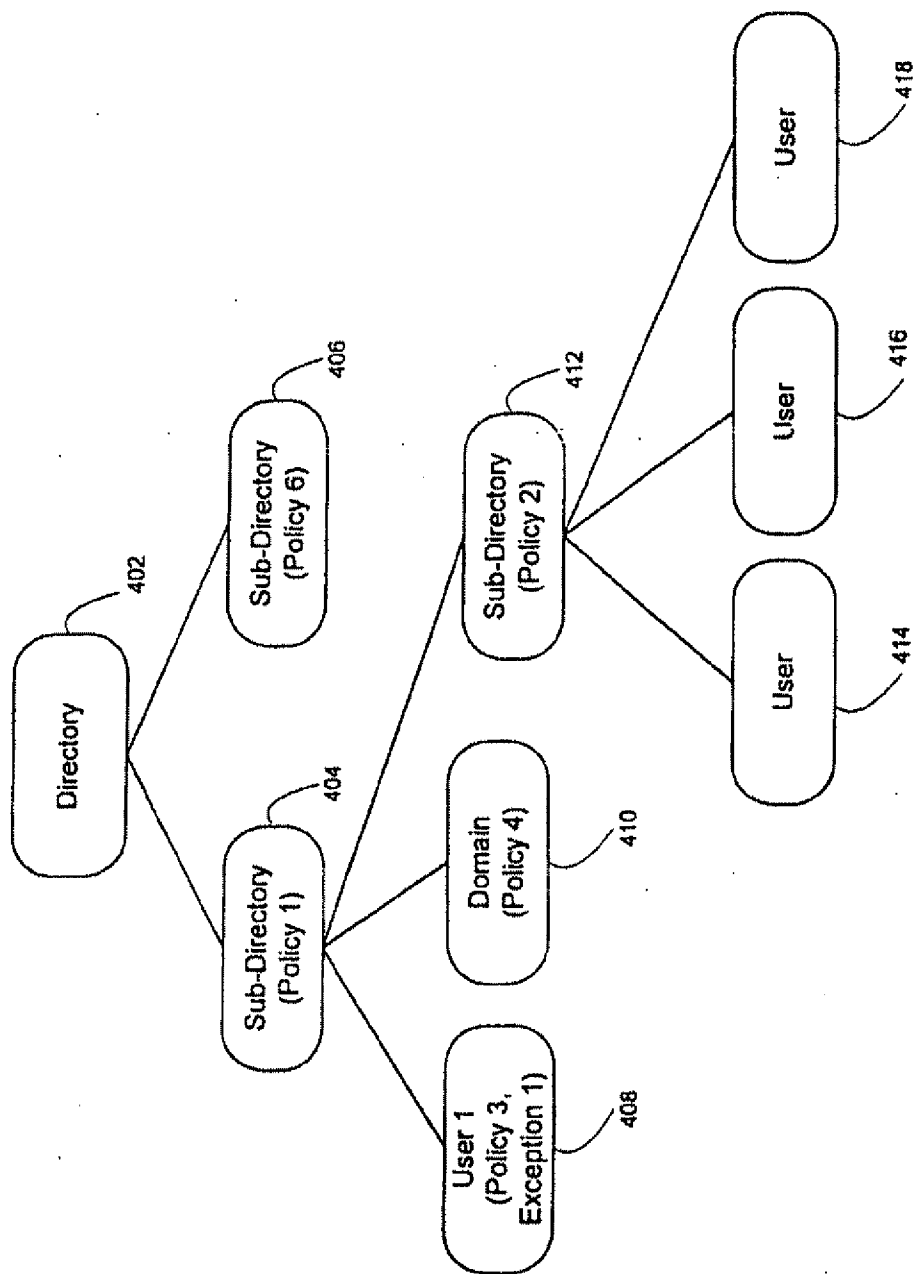 Directory
402
Sub-Directory
(Policy 1)
404
Sub-Directory
(Policy 6)
406
User 1
(Policy 3,
Exception 1)
408
Domain
(Policy 4)
410
Sub-Directory
(Policy 2)
412
User
414
User
416
User
418